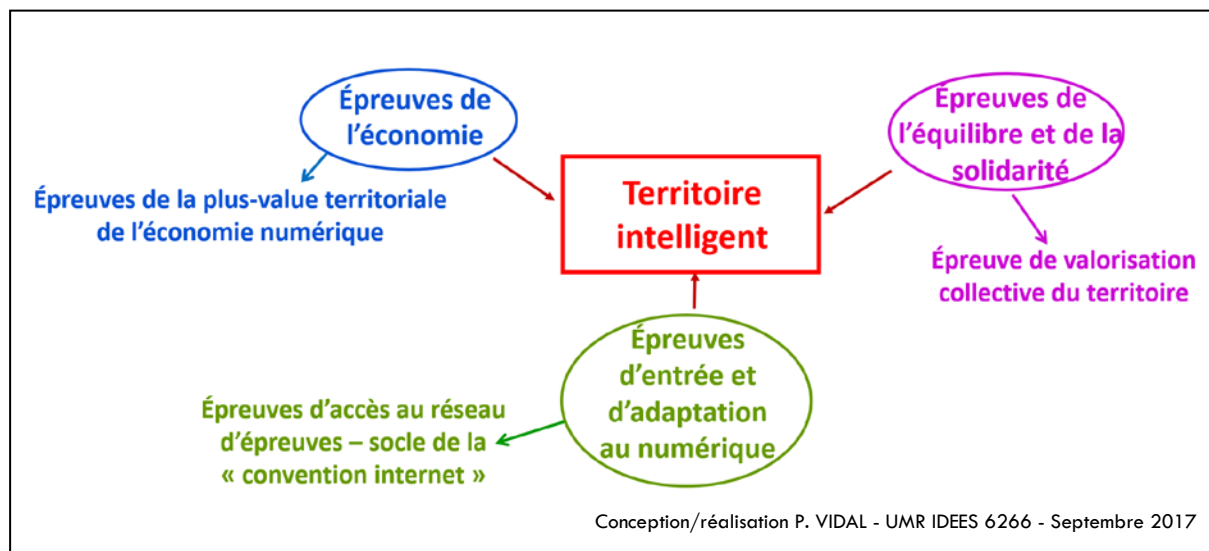 Épreuves de
l'économie
Épreuves de la plus-value territoriale
de l'économie numérique
Territoire
intelligent
Épreuves de
l'équilibre et de la
solidarité
Épreuve de valorisation
collective du territoire
Épreuves
d'entrée et
d'adaptation
au numérique
Épreuves d'accès au réseau
d'épreuves – socle de la
« convention internet »
Conception/réalisation P. VIDAL - UMR IDEES 6266 - Septembre 2017